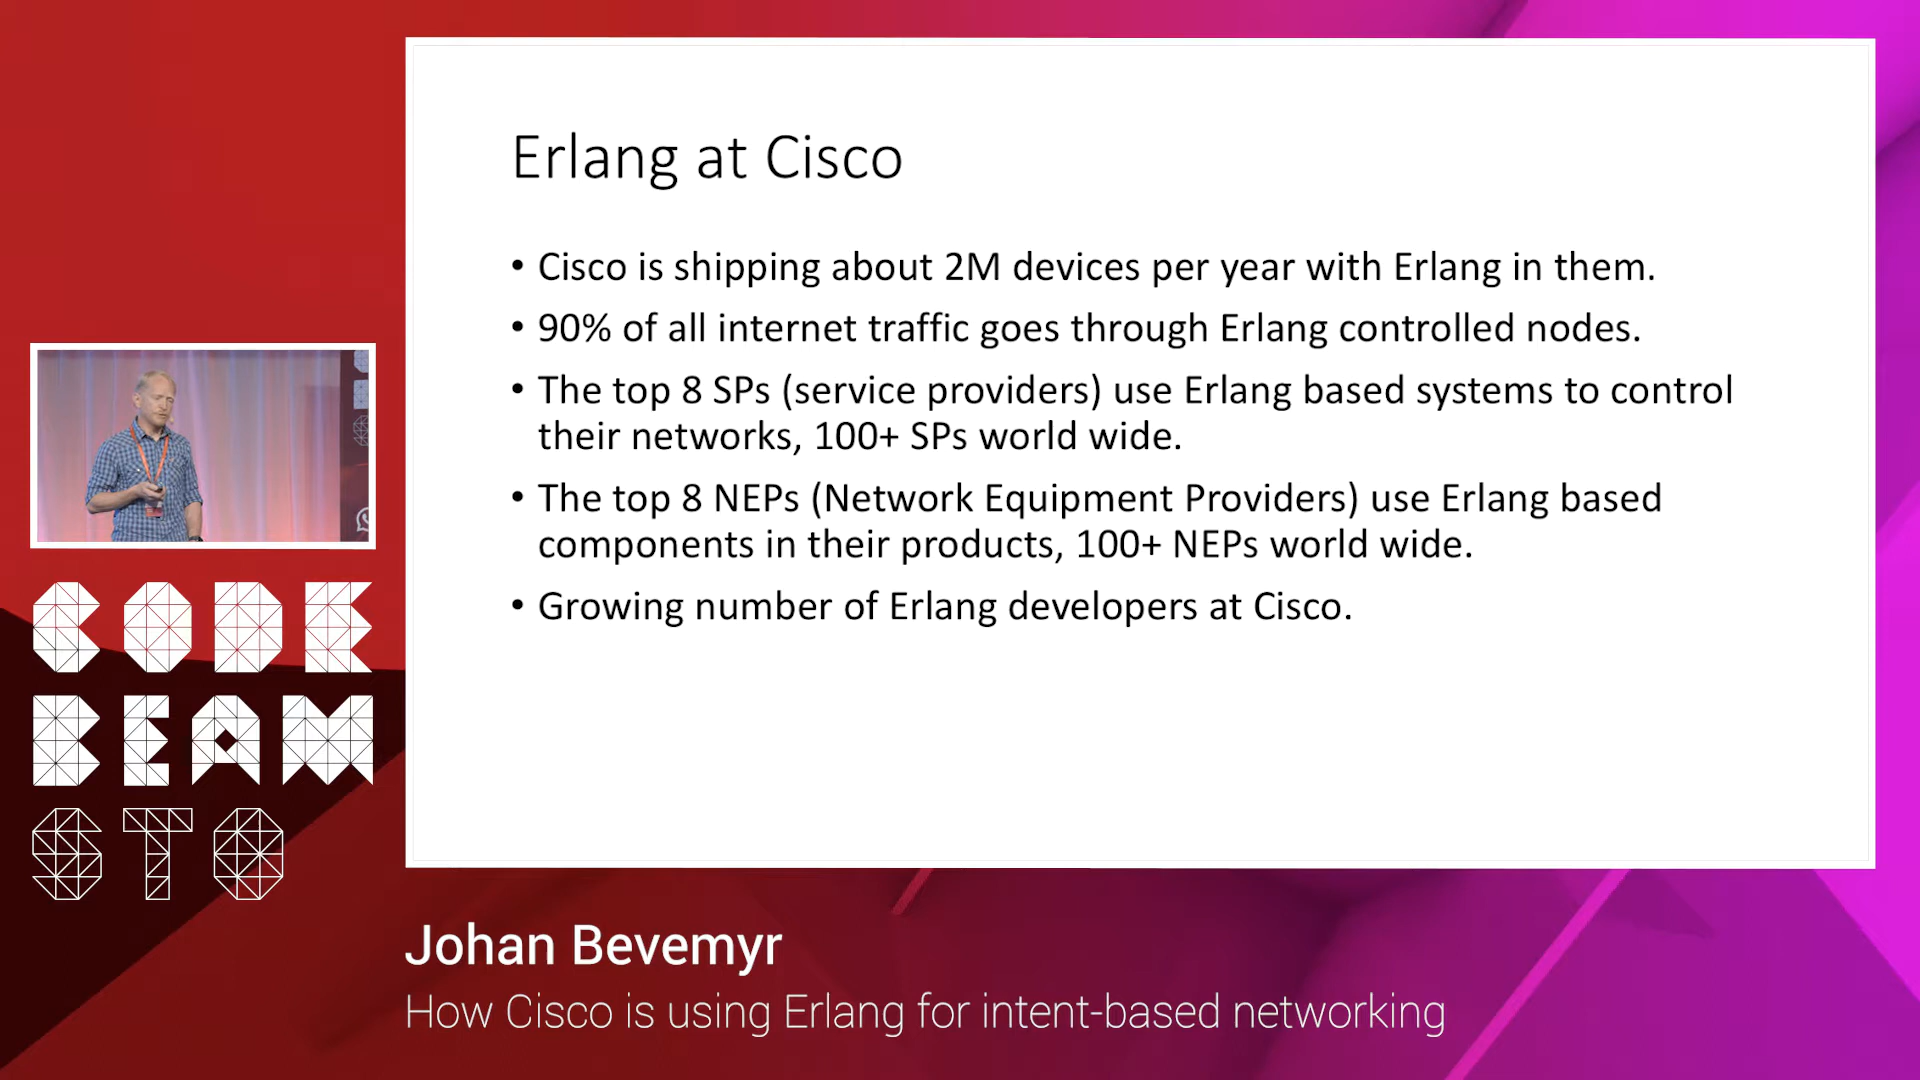 Erlang at Cisco
• Cisco is shipping about 2M devices per year with Erlang in them.
• 90% of all internet traffic goes through Erlang controlled nodes.
• The top 8 SPs (service providers) use Erlang based systems to control
their networks, 100+ SPs world wide.
• The top 8 NEPs (Network Equipment Providers) use Erlang based
components in their products, 100+ NEPs world wide.
• Growing number of Erlang developers at Cisco.
CODE
BEAM
STO
Johan Bevemyr
How Cisco is using Erlang for intent-based networking